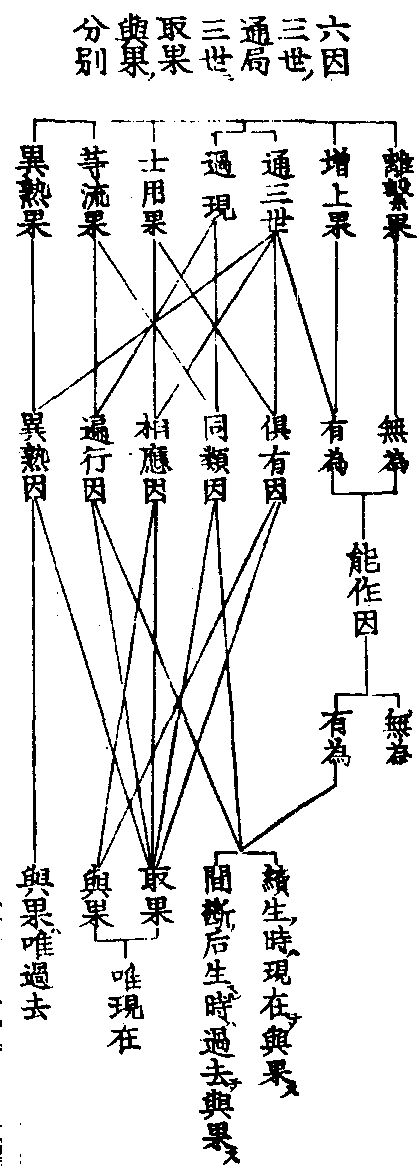 六因
三世、
通局
三世、
取果
與果、
分別
離繫果
增上果
通三世
過現
士用果
等流果
異熟果
無為
有為
俱有因
同類因
相應因
遍行因
異熟因
能作因
無為
有為
續生時現在與果ス
間斷后生時過去與果ス
取果
與果
唯現在
與果唯過去